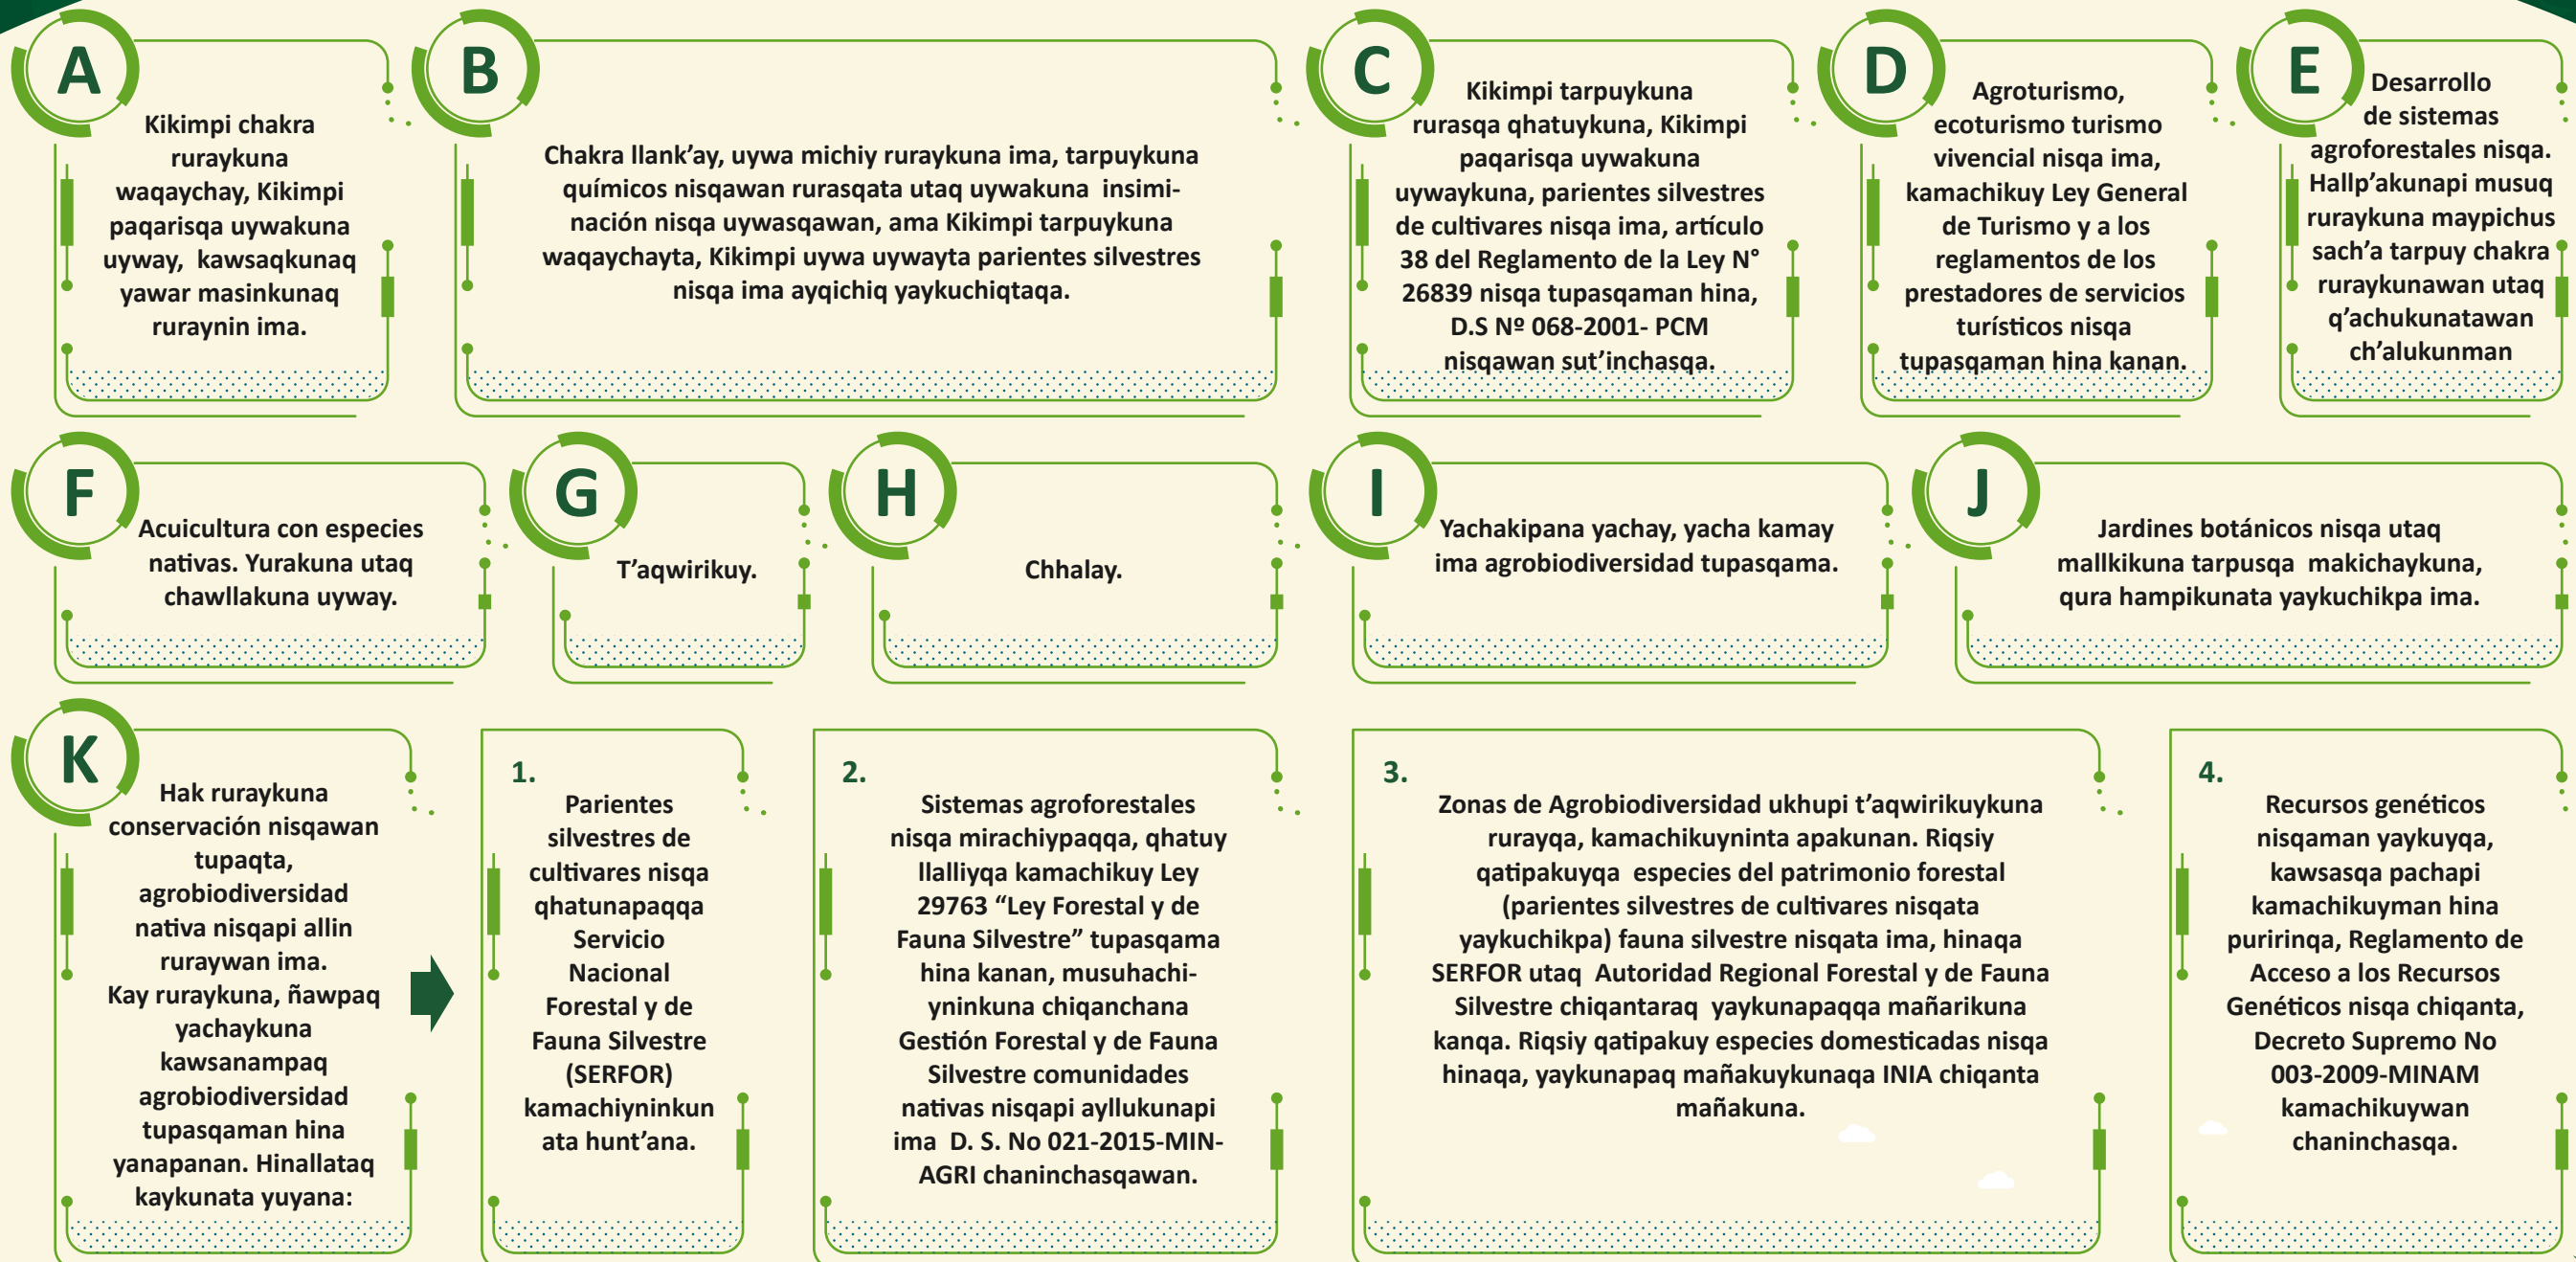 A
Kikimpi chakra
ruraykuna
waqaychay, Kikimpi
paqarisqa uywakuna
uyway, kawsaqkunaq
yawar masinkunaq
ruraynin ima.
B
Chakra llank’ay, uywa michiy ruraykuna ima, tarpuykuna
químicos nisqawan rurasqata utaq uywakuna insimi-
nación nisqa uywasqawan, ama Kikimpi tarpuykuna
waqaychayta, Kikimpi uywa uywayta parientes silvestres
nisqa ima ayqichiq yaykuchiqtaqa.
C
Kikimpi tarpuykuna
rurasqa qhatuykuna, Kikimpi
paqarisqa uywakuna
uywaykuna, parientes silvestres
de cultivares nisqa ima, artículo
38 del Reglamento de la Ley N°
26839 nisqa tupasqaman hina,
D.S Nº 068-2001- PCM
nisqawan sut’inchasqa.
D
Agroturismo,
ecoturismo turismo
vivencial nisqa ima,
kamachikuy Ley General
de Turismo y a los
reglamentos de los
prestadores de servicios
turísticos nisqa
tupasqaman hina kanan.
E
Desarrollo
de sistemas
agroforestales nisqa.
Hallp’akunapi musuq
ruraykuna maypichus
sach’a tarpuy chakra
ruraykunawan utaq
q’achukunatawan
ch’alukunman
F
Acuicultura con especies
nativas. Yurakuna utaq
chawllakuna uyway.
G
T’aqwirikuy.
H
Chhalay.
I
Yachakipana yachay, yacha kamay
ima agrobiodiversidad tupasqama.
J
Jardines botánicos nisqa utaq
mallkikuna tarpusqa makichaykuna,
qura hampikunata yaykuchikpa ima.
K
Hak ruraykuna
conservación nisqawan
tupaqta,
agrobiodiversidad
nativa nisqapi allin
ruraywan ima.
Kay ruraykuna, ñawpaq
yachaykuna
kawsanampaq
agrobiodiversidad
tupasqaman hina
yanapanan. Hinallataq
kaykunata yuyana:
1.
Parientes
silvestres de
cultivares nisqa
qhatunapaqqa
Servicio
Nacional
Forestal y de
Fauna Silvestre
(SERFOR)
kamachiyninkun
ata hunt’ana.
2.
Sistemas agroforestales
nisqa mirachiypaqqa, qhatuy
llalliyqa kamachikuy Ley
29763 “Ley Forestal y de
Fauna Silvestre” tupasqama
hina kanan, musuhachi-
yninkuna chiqanchana
Gestión Forestal y de Fauna
Silvestre comunidades
nativas nisqapi ayllukunapi
ima D. S. No 021-2015-MIN-
AGRI chaninchasqawan.
3.
Zonas de Agrobiodiversidad ukhupi t’aqwirikuykuna
rurayqa, kamachikuyninta apakunan. Riqsiy
qatipakuyqa especies del patrimonio forestal
(parientes silvestres de cultivares nisqata
yaykuchikpa) fauna silvestre nisqata ima, hinaqa
SERFOR utaq Autoridad Regional Forestal y de Fauna
Silvestre chiqantaraq yaykunapaqqa mañarikuna
kanqa. Riqsiy qatipakuy especies domesticadas nisqa
hinaqa, yaykunapaq mañakuykunaqa INIA chiqanta
mañakuna.
4.
Recursos genéticos
nisqaman yaykuyqa,
kawsasqa pachapi
kamachikuyman hina
puririnqa, Reglamento de
Acceso a los Recursos
Genéticos nisqa chiqanta,
Decreto Supremo No
003-2009-MINAM
kamachikuywan
chaninchasqa.